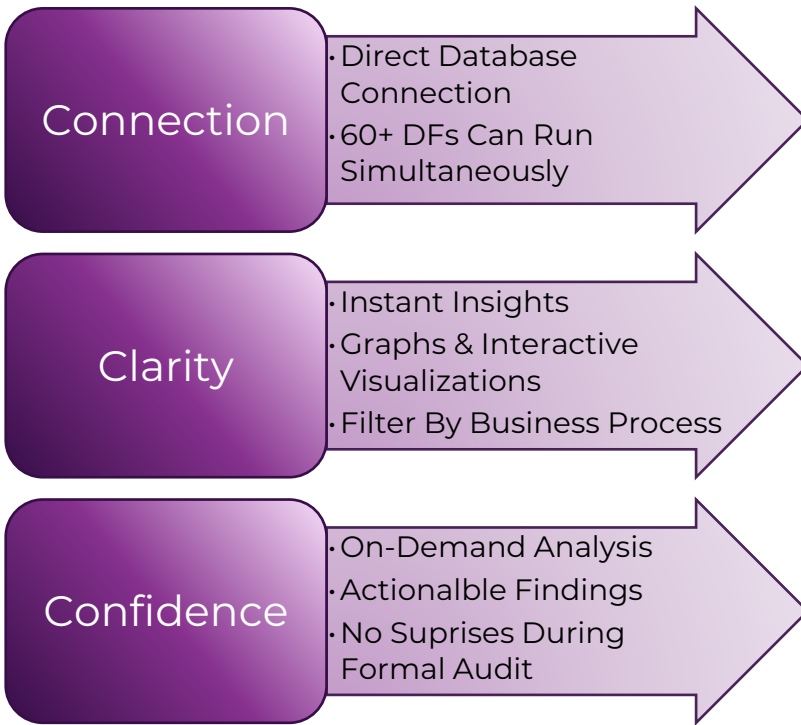 Connection
· Direct Database
Connection
· 60+ DFs Can Run
Simultaneously
Clarity
· Instant Insights
· Graphs & Interactive
Visualizations
· Filter By Business Process
Confidence
· On-Demand Analysis
· Actionalble Findings
· No Suprises During
Formal Audit